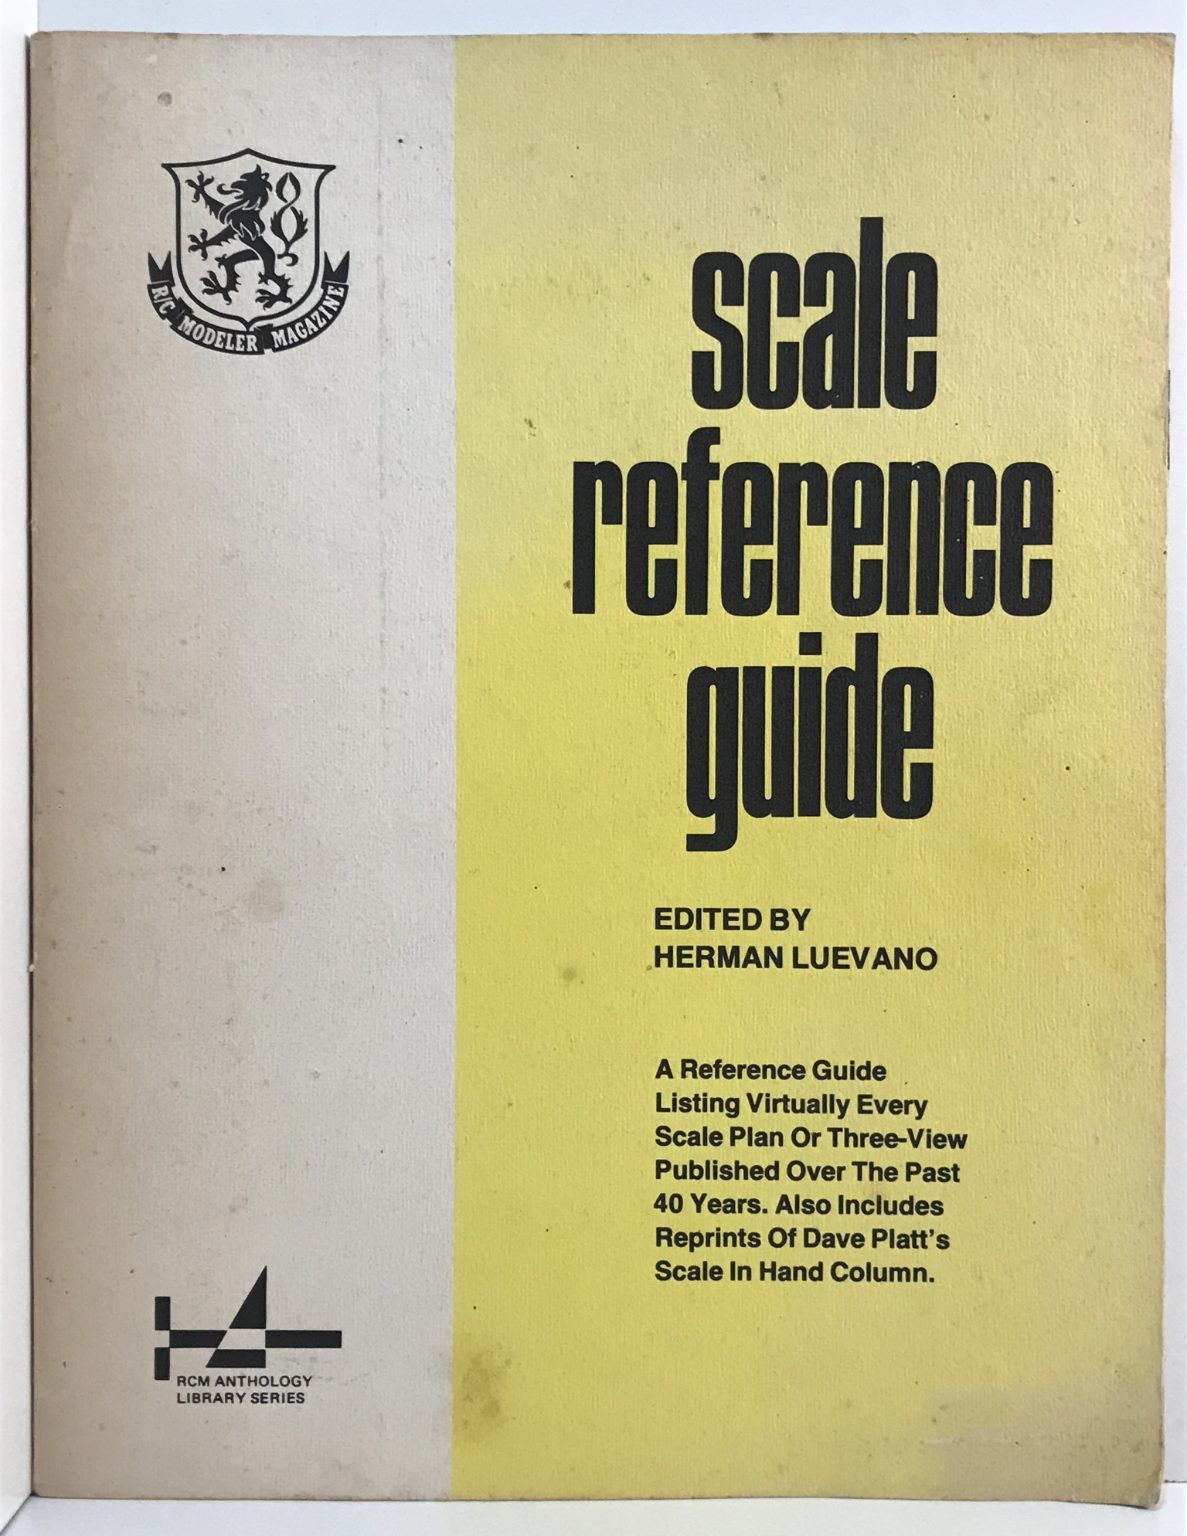 R/C MODELER MAGAZINE
scale
reference
guide
EDITED BY
HERMAN LUEVANO
A Reference Guide
Listing Virtually Every
Scale Plan Or Three-View
Published Over The Past
40 Years. Also Includes
Reprints Of Dave Platt's
Scale In Hand Column.
RCM ANTHOLOGY
LIBRARY SERIES